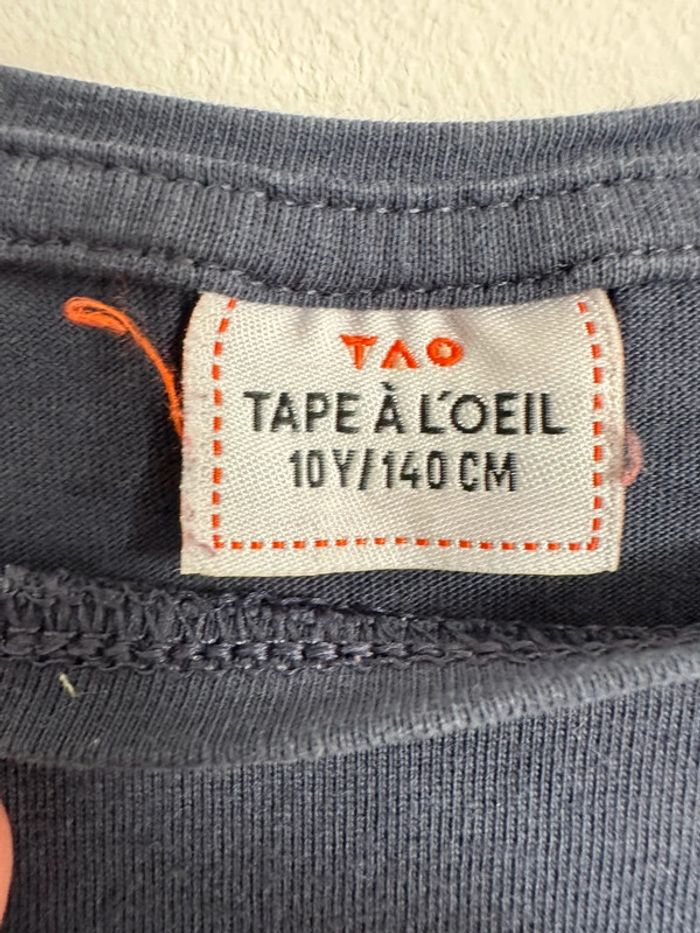 TAO
TAPE À L'OEIL
10Y/140 CM